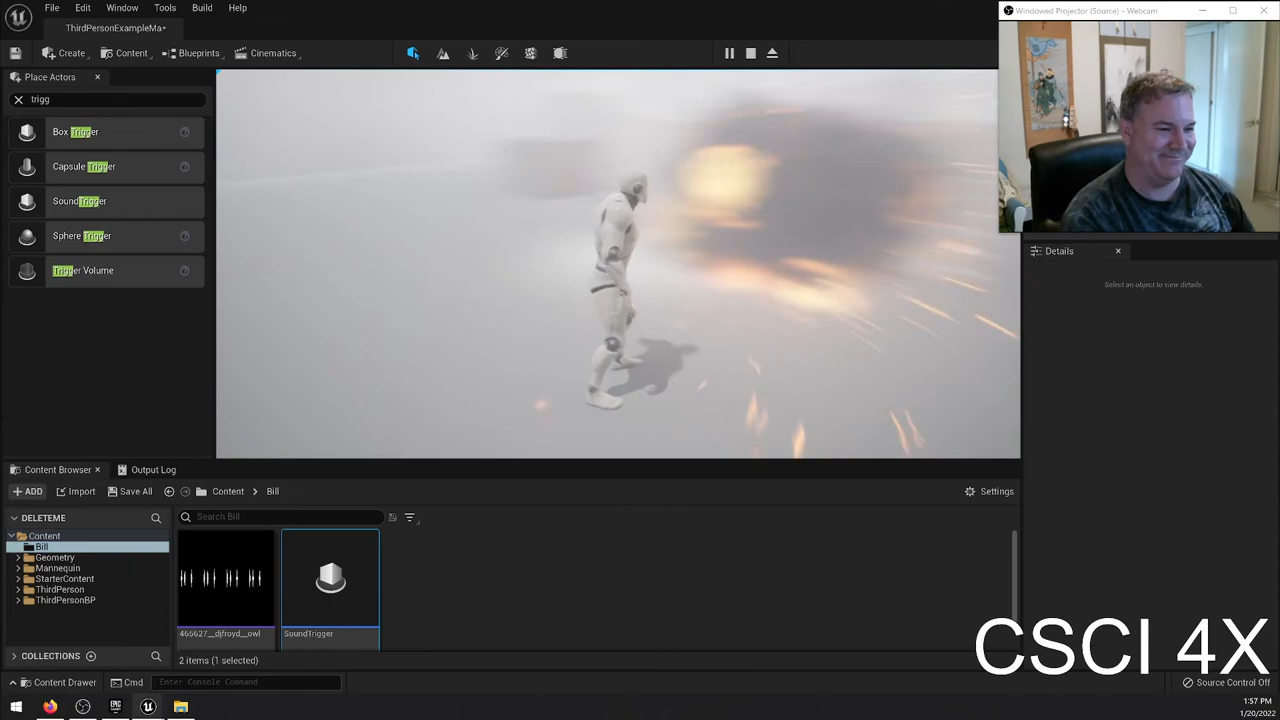 File Edit Window Tools Build Help
Windowed Projector (Source) - Webcam
ThirdPersonExampleMa*
Create Content Blueprints Cinematics
Place Actors
trigg
Box Trigger
Capsule Trigger
SoundTrigger
Sphere Trigger
Trigger Volume
Details
Select an object to view details.
Content Browser Output Log
ADD Import Save All Content Bill Settings
DELETEME
Search Bill
Content
Bill
Geometry
Mannequin
StarterContent
ThirdPerson
ThirdPersonBP
465627__djfroyd__owl
SoundTrigger
CSCI 4X
COLLECTIONS
2 items (1 selected)
Content Drawer Cmd Enter Console Command Source Control Off
1:57 PM
1/20/2022